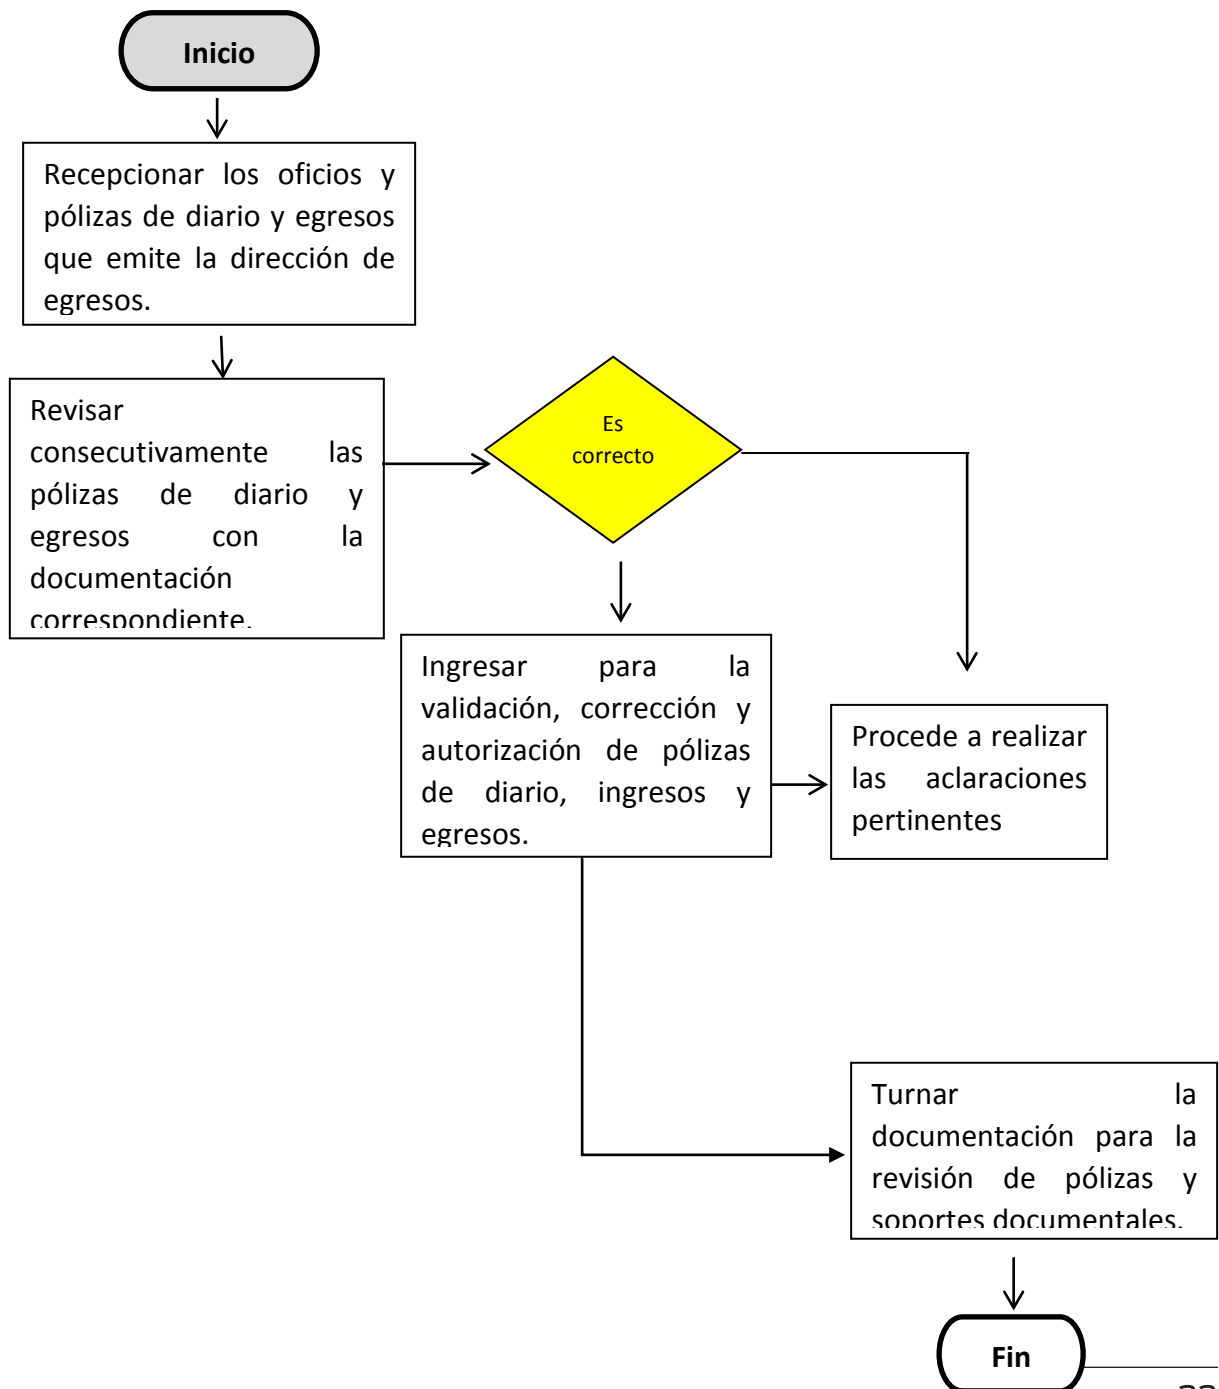 Inicio
Recepcionar los oficios y
pólizas de diario y egresos
que emite la dirección de
egresos.
Revisar
consecutivamente las
pólizas de diario y
egresos con la
documentación
correspondiente.
Es
correcto
Ingresar para la
validación, corrección y
autorización de pólizas
de diario, ingresos y
egresos.
Procede a realizar
las aclaraciones
pertinentes
Turnar la
documentación para la
revisión de pólizas y
soportes documentales.
Fin